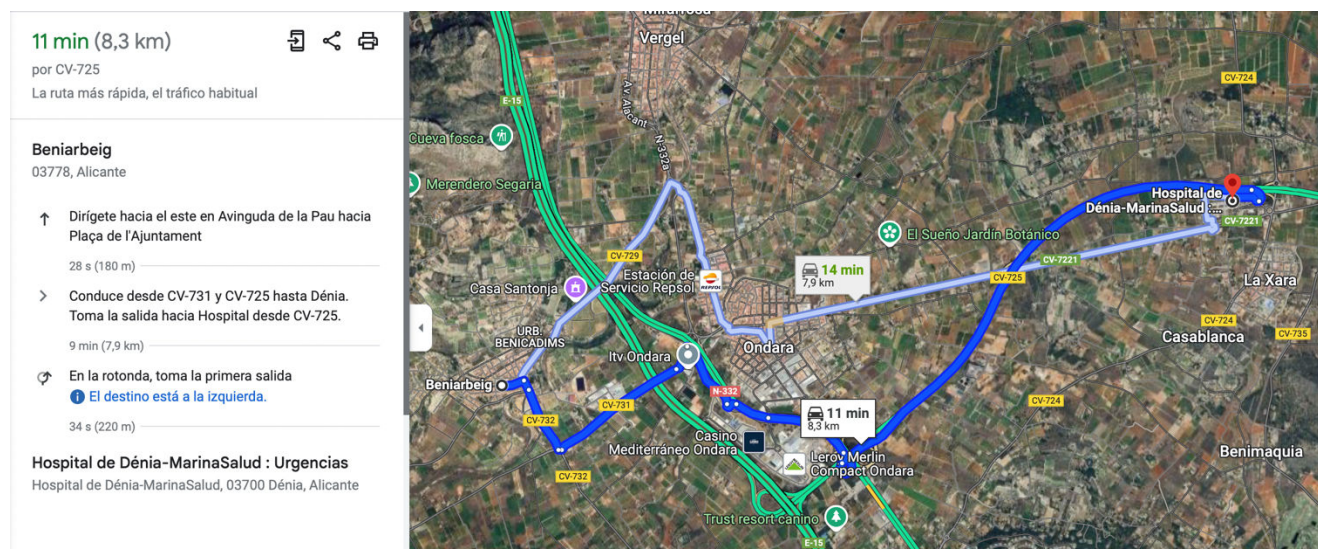 11 min (8,3 km)
por CV-725
La ruta más rápida, el tráfico habitual
Beniarbeig
03778, Alicante
Dirígete hacia el este en Avinguda de la Pau hacia
Plaça de l'Ajuntament
28 s (180 m)
Conduce desde CV-731 y CV-725 hasta Dénia.
Toma la salida hacia Hospital desde CV-725.
9 min (7,9 km)
En la rotonda, toma la primera salida
El destino está a la izquierda.
34 s (220 m)
Hospital de Dénia-MarinaSalud : Urgencias
Hospital de Dénia-MarinaSalud, 03700 Dénia, Alicante
Vergel
CV-724
E-15
Av. Alacant
N-332a
Cueva fosca
Merendero Segaria
Hospital de
Dénia-MarinaSalud :...
CV-7221
El Sueño Jardín Botánico
CV-729
CV-7221
14 min
7,9 km
CV-725
Estación de
Servicio Repsol
REPSOL
Casa Santonja
La Xara
CV-724
CV-735
Casablanca
URB.
BENICADIMS
Itv Ondara
Ondara
Beniarbeig
N-332
CV-731
CV-732
11 min
8,3 km
CV-724
Casino
Mediterráneo Ondara
Leroy Merlin
Compact Ondara
Benimaquia
CV-732
Trust resort canino
E-15